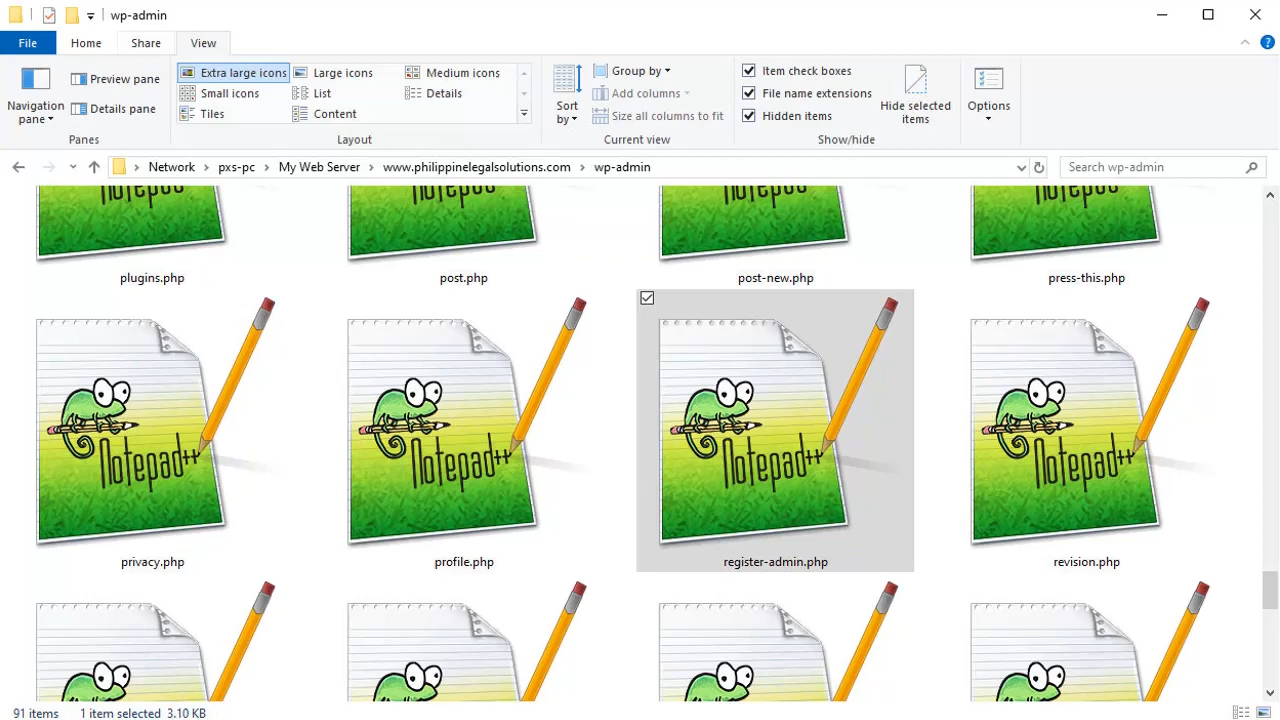 wp-admin
File
Home
Share
View
Navigation pane
Preview pane
Details pane
Panes
Extra large icons
Large icons
Medium icons
Small icons
List
Details
Tiles
Content
Layout
Sort by
Group by
Add columns
Size all columns to fit
Current view
Item check boxes
File name extensions
Hidden items
Hide selected items
Show/hide
Options
Network
pxs-pc
My Web Server
www.philippinelegalsolutions.com
wp-admin
Search wp-admin
Notepad
Notepad
Notepad
Notepad
plugins.php
post.php
post-new.php
press-this.php
Notepad++
Notepad++
Notepad++
Notepad++
privacy.php
profile.php
register-admin.php
revision.php
91 items
1 item selected
3.10 KB